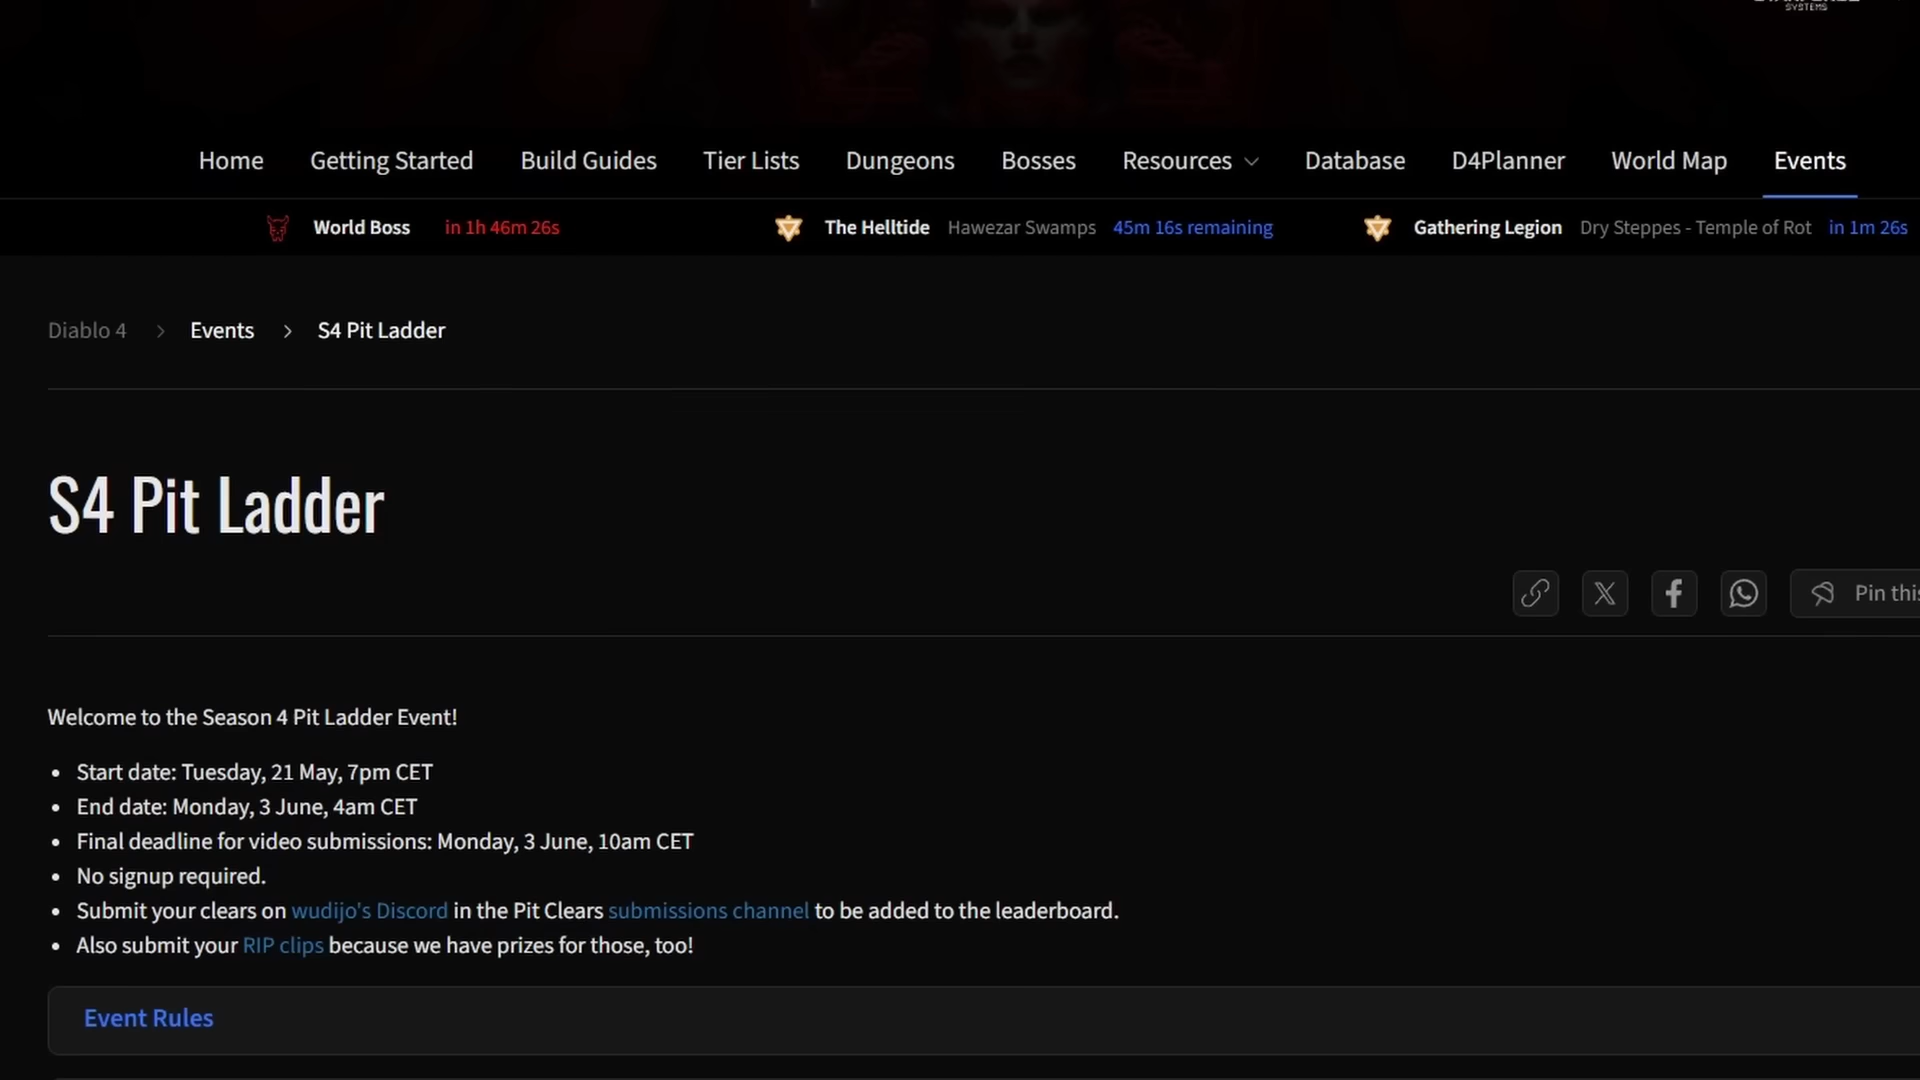 SYSTEMS
Home Getting Started Build Guides Tier Lists Dungeons Bosses Resources Database D4Planner World Map Events
World Boss in 1h 46m 26s The Helltide Hawezar Swamps 45m 16s remaining Gathering Legion Dry Steppes - Temple of Rot in 1m 26s
Diablo 4 > Events > S4 Pit Ladder
S4 Pit Ladder
Pin this
Welcome to the Season 4 Pit Ladder Event!
• Start date: Tuesday, 21 May, 7pm CET
• End date: Monday, 3 June, 4am CET
• Final deadline for video submissions: Monday, 3 June, 10am CET
• No signup required.
• Submit your clears on wudijo's Discord in the Pit Clears submissions channel to be added to the leaderboard.
• Also submit your RIP clips because we have prizes for those, too!
Event Rules